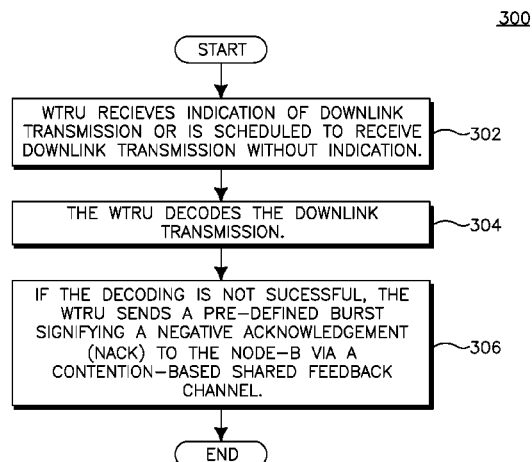 300
START
WTRU RECIEVES INDICATION OF DOWNLINK
TRANSMISSION OR IS SCHEDULED TO RECEIVE
DOWNLINK TRANSMISSION WITHOUT INDICATION.
302
THE WTRU DECODES THE DOWNLINK
TRANSMISSION.
304
IF THE DECODING IS NOT SUCESSFUL, THE
WTRU SENDS A PRE-DEFINED BURST
SIGNIFYING A NEGATIVE ACKNOWLEDGEMENT
(NACK) TO THE NODE-B VIA A
CONTENTION-BASED SHARED FEEDBACK
CHANNEL.
306
END